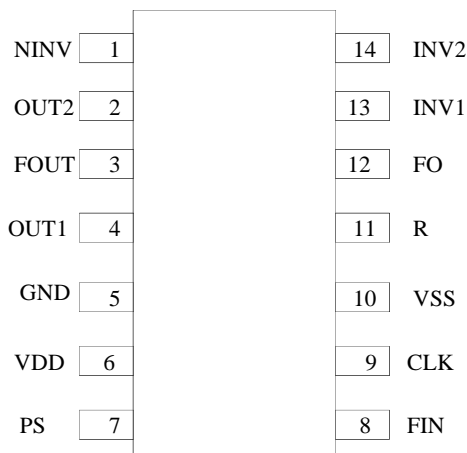 NINV 1 14 INV2
OUT2 2 13 INV1
FOUT 3 12 FO
OUT1 4 11 R
GND 5 10 VSS
VDD 6 9 CLK
PS 7 8 FIN